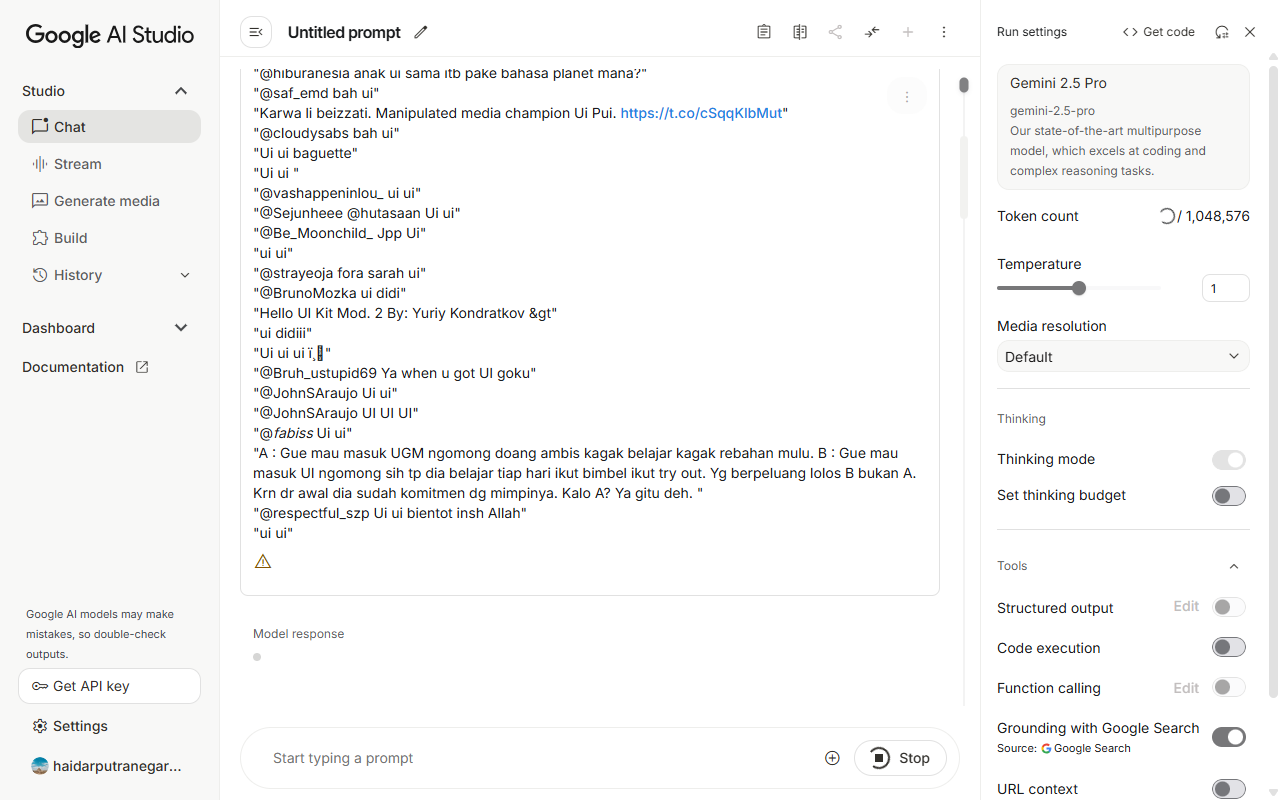 Google AI Studio
Studio
Chat
Stream
Generate media
Build
History
Dashboard
Documentation
Google AI models may make
mistakes, so double-check
outputs.
Get API key
Settings
haidarputranegar...
Untitled prompt
"@hiburanesia anak ui sama itb pake bahasa planet mana?"
"@saf_emd bah ui"
"Karwa li beizzati. Manipulated media champion Ui Pui. https://t.co/cSqqKlbMut"
"@cloudysabs bah ui"
"Ui ui baguette"
"Ui ui "
"@vashappeninlou_ ui ui"
"@Sejunheee @hutasaan Ui ui"
"@Be_Moonchild_ Jpp Ui"
"ui ui"
"@strayeoja fora sarah ui"
"@BrunoMozka ui didi"
"Hello UI Kit Mod. 2 By: Yuriy Kondratkov &gt"
"ui didiii"
"Ui ui ui ï¸"
"@Bruh_ustupid69 Ya when u got UI goku"
"@JohnSAraujo Ui ui"
"@JohnSAraujo UI UI UI"
"@fabiss Ui ui"
"A : Gue mau masuk UGM ngomong doang ambis kagak belajar kagak rebahan mulu. B : Gue mau
masuk UI ngomong sih tp dia belajar tiap hari ikut bimbel ikut try out. Yg berpeluang lolos B bukan A.
Krn dr awal dia sudah komitmen dg mimpinya. Kalo A? Ya gitu deh. "
"@respectful_szp Ui ui bientot insh Allah"
"ui ui"
Model response
Start typing a prompt
Stop
Run settings
Get code
Gemini 2.5 Pro
gemini-2.5-pro
Our state-of-the-art multipurpose
model, which excels at coding and
complex reasoning tasks.
Token count / 1,048,576
Temperature
1
Media resolution
Default
Thinking
Thinking mode
Set thinking budget
Tools
Structured output Edit
Code execution
Function calling Edit
Grounding with Google Search
Source: Google Search
URL context